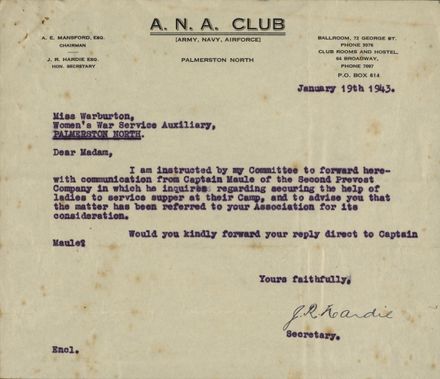 A. N. A. CLUB
[ARMY, NAVY, AIRFORCE]
PALMERSTON NORTH
A. E. MANSFORD, ESQ.
CHAIRMAN
J. R. HARDIE ESQ.
HON. SECRETARY
BALLROOM, 72 GEORGE ST.
PHONE 5076
CLUB ROOMS AND HOSTEL,
64 BROADWAY,
PHONE 7097
P.O. BOX 614
January 19th 1943.
Miss Warburton,
Women's War Service Auxiliary,
PALMERSTON NORTH.
Dear Madam,
I am instructed by my Committee to forward here-
with communication from Captain Maule of the Second Prevost
Company in which he inquires regarding securing the help of
ladies to service supper at their Camp, and to advise you that
the matter has been referred to your Association for its
consideration.
Would you kindly forward your reply direct to Captain
Maule?
Yours faithfully,
J.R. Hardie
Secretary.
Encl.